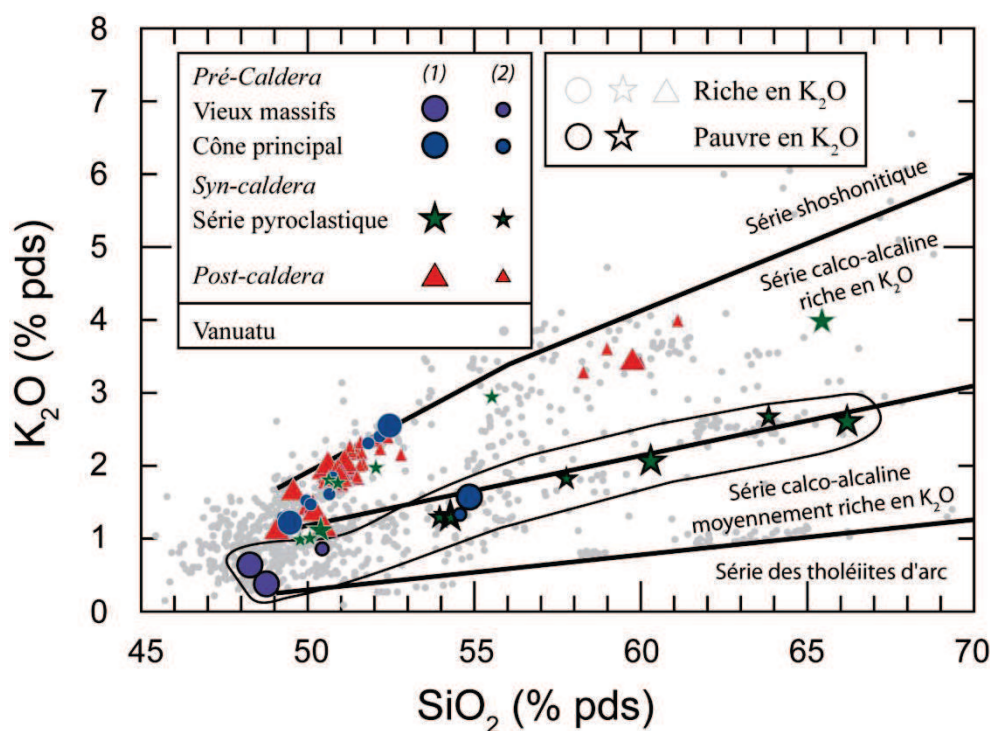 8
7
6
5
4
3
2
1
0
K₂O (% pds)
Pré-Caldera (1) (2)
Vieux massifs
Cône principal
Syn-caldera
Série pyroclastique
Post-caldera
Vanuatu
Riche en K₂O
Pauvre en K₂O
Série shoshonitique
Série calco-alcaline
riche en K₂O
Série calco-alcaline
moyennement riche en K₂O
Série des tholéiites d'arc
45 50 55 60 65 70
SiO₂ (% pds)